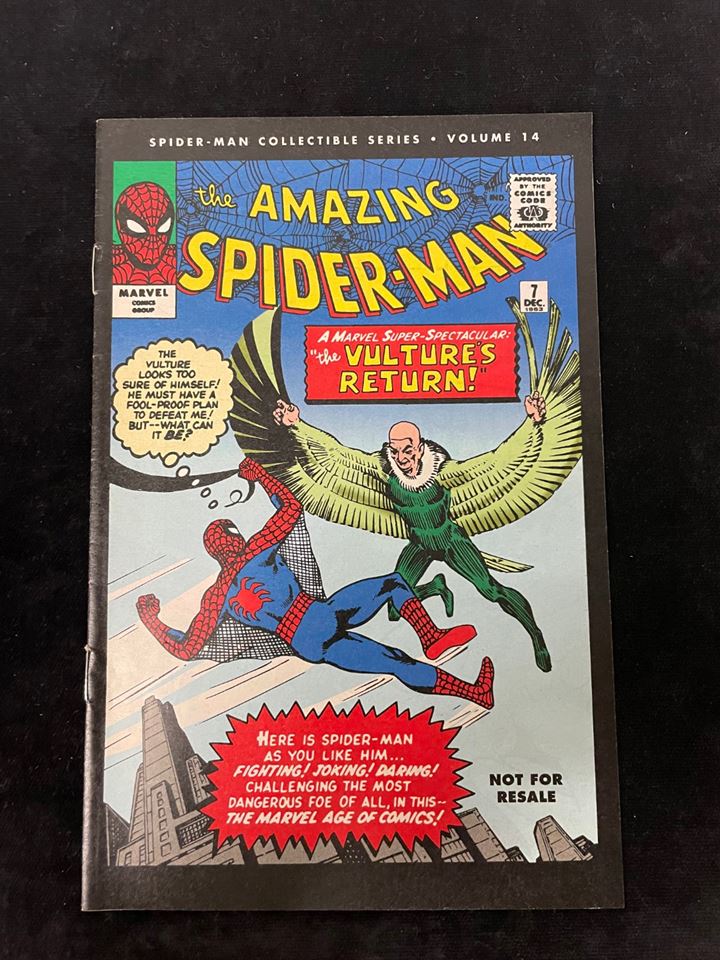 SPIDER-MAN COLLECTIBLE SERIES • VOLUME 14
the AMAZING
SPIDER-MAN
IND.
APPROVED
BY THE
COMICS
CODE
CA
AUTHORITY
MARVEL
COMICS
GROUP
7
DEC.
1963
A MARVEL SUPER-SPECTACULAR:
"the VULTURE'S
RETURN!"
THE
VULTURE
LOOKS TOO
SURE OF HIMSELF!
HE MUST HAVE A
FOOL-PROOF PLAN
TO DEFEAT ME!
BUT--WHAT CAN
IT BE?
HERE IS SPIDER-MAN
AS YOU LIKE HIM...
FIGHTING! JOKING! DARING!
CHALLENGING THE MOST
DANGEROUS FOE OF ALL, IN THIS--
THE MARVEL AGE OF COMICS!
NOT FOR
RESALE